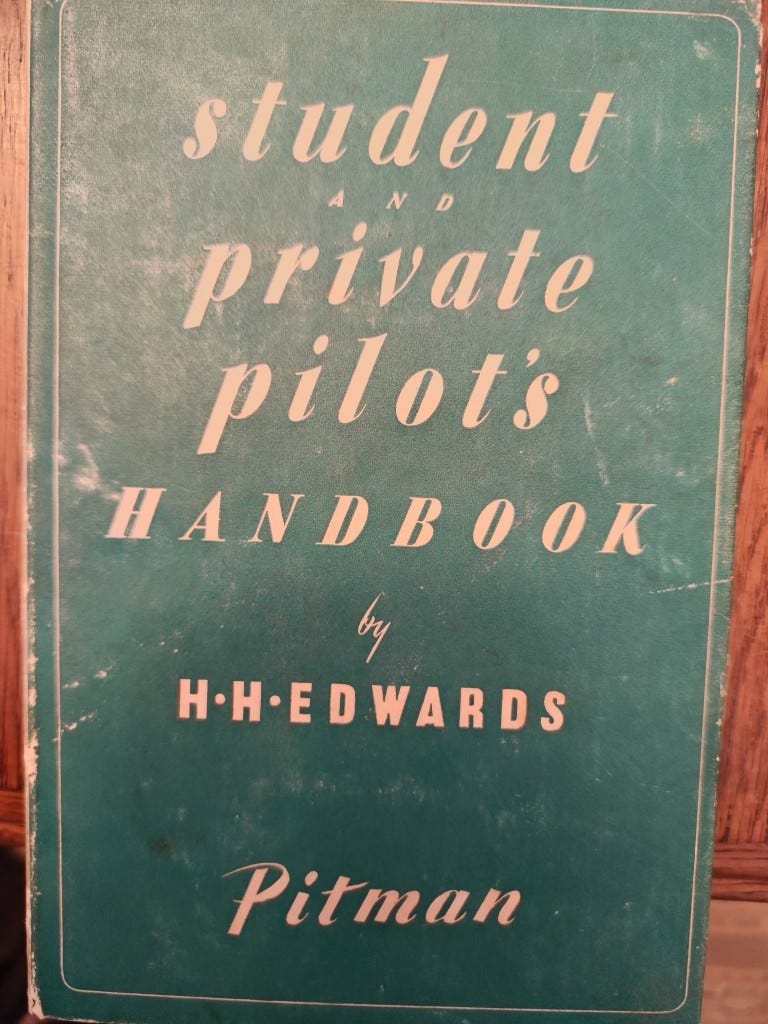 student
AND
private
pilot's
HANDBOOK
by
H•H•EDWARDS
Pitman